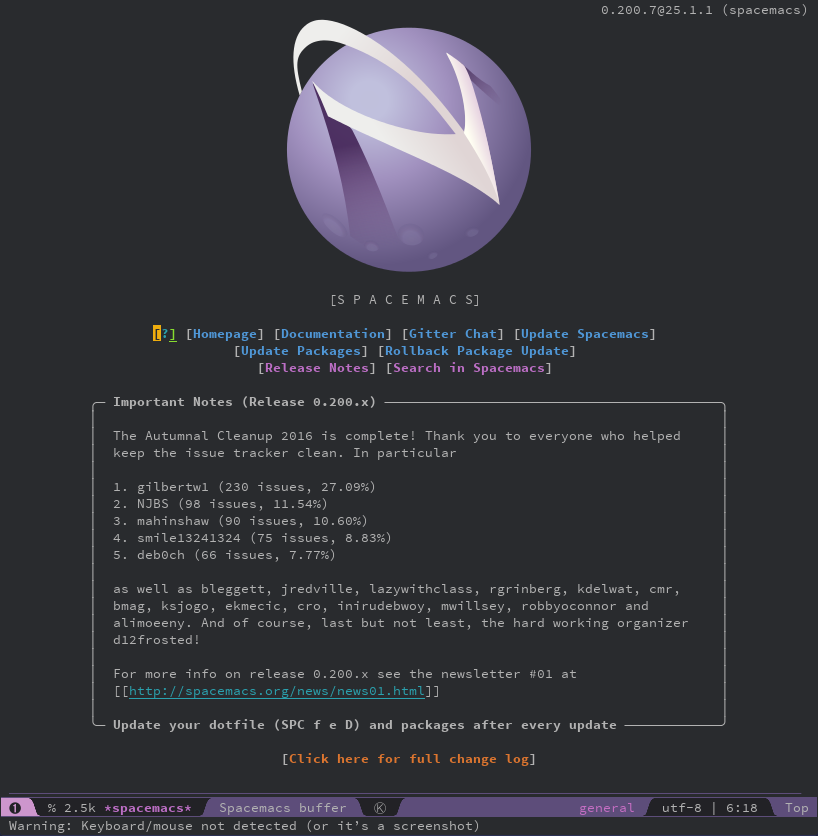 0.200.7@25.1.1 (spacemacs)
[S P A C E M A C S]
[?] [Homepage] [Documentation] [Gitter Chat] [Update Spacemacs]
[Update Packages] [Rollback Package Update]
[Release Notes] [Search in Spacemacs]
Important Notes (Release 0.200.x)
The Autumnal Cleanup 2016 is complete! Thank you to everyone who helped
keep the issue tracker clean. In particular
1. gilbertw1 (230 issues, 27.09%)
2. NJBS (98 issues, 11.54%)
3. mahinshaw (90 issues, 10.60%)
4. smile13241324 (75 issues, 8.83%)
5. deb0ch (66 issues, 7.77%)
as well as bleggett, jredville, lazywithclass, rgrinberg, kdelwat, cmr,
bmag, ksjogo, ekmecic, cro, inirudebwoy, mwillsey, robbyoconnor and
alimoeeny. And of course, last but not least, the hard working organizer
d12frosted!
For more info on release 0.200.x see the newsletter #01 at
[[http://spacemacs.org/news/news01.html]]
Update your dotfile (SPC f e D) and packages after every update
[Click here for full change log]
❶ % 2.5k *spacemacs* Spacemacs buffer Ⓚ general utf-8 | 6:18 Top
Warning: Keyboard/mouse not detected (or it's a screenshot)